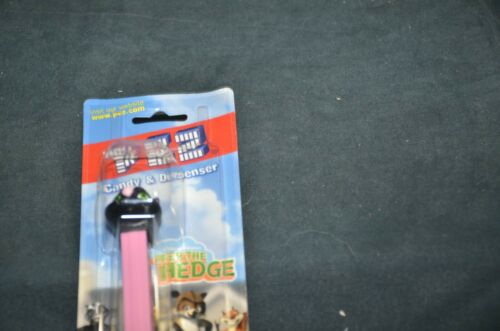 visit our website
www.pez.com
PEZ
Candy & Dispenser
OVER THE
HEDGE